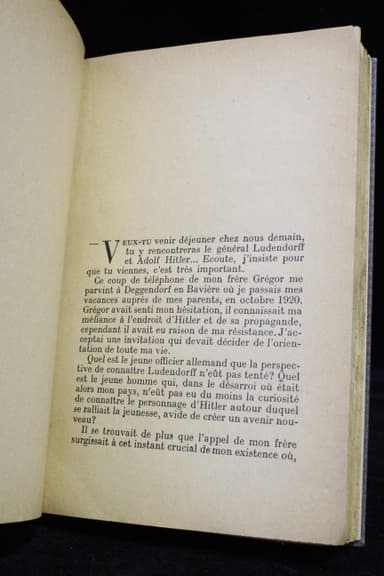 — VEUX-TU venir déjeuner chez nous demain,
tu y rencontreras le général Ludendorff
et Adolf Hitler... Ecoute, j'insiste pour
que tu viennes, c'est très important.
Ce coup de téléphone de mon frère Grégor me
parvint à Deggendorf en Bavière où je passais mes
vacances auprès de mes parents, en octobre 1920.
Grégor avait senti mon hésitation, il connaissait ma
méfiance à l'endroit d'Hitler et de sa propagande,
cependant il avait eu raison de ma résistance. J'ac-
ceptai une invitation qui devait décider de l'orien-
tation de toute ma vie.
Quel est le jeune officier allemand que la perspec-
tive de connaître Ludendorff n'eût pas tenté? Quel
est le jeune homme qui, dans le désarroi où était
alors mon pays, n'eût pas eu du moins la curiosité
de connaître le personnage d'Hitler autour duquel
se ralliait la jeunesse, avide de créer un avenir nou-
veau?
Il se trouvait de plus que l'appel de mon frère
surgissait à cet instant crucial de mon existence où,